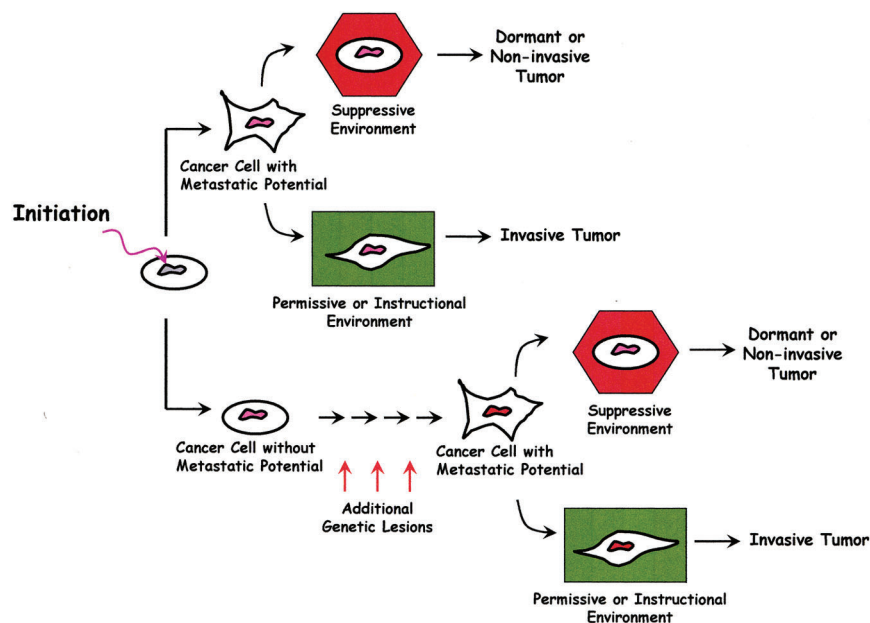 Dormant or
Non-invasive
Tumor
Suppressive
Environment
Cancer Cell with
Metastatic Potential
Initiation
Invasive Tumor
Permissive or Instructional
Environment
Dormant or
Non-invasive
Tumor
Suppressive
Environment
Cancer Cell without
Metastatic Potential
Cancer Cell with
Metastatic Potential
Additional
Genetic Lesions
Invasive Tumor
Permissive or Instructional
Environment